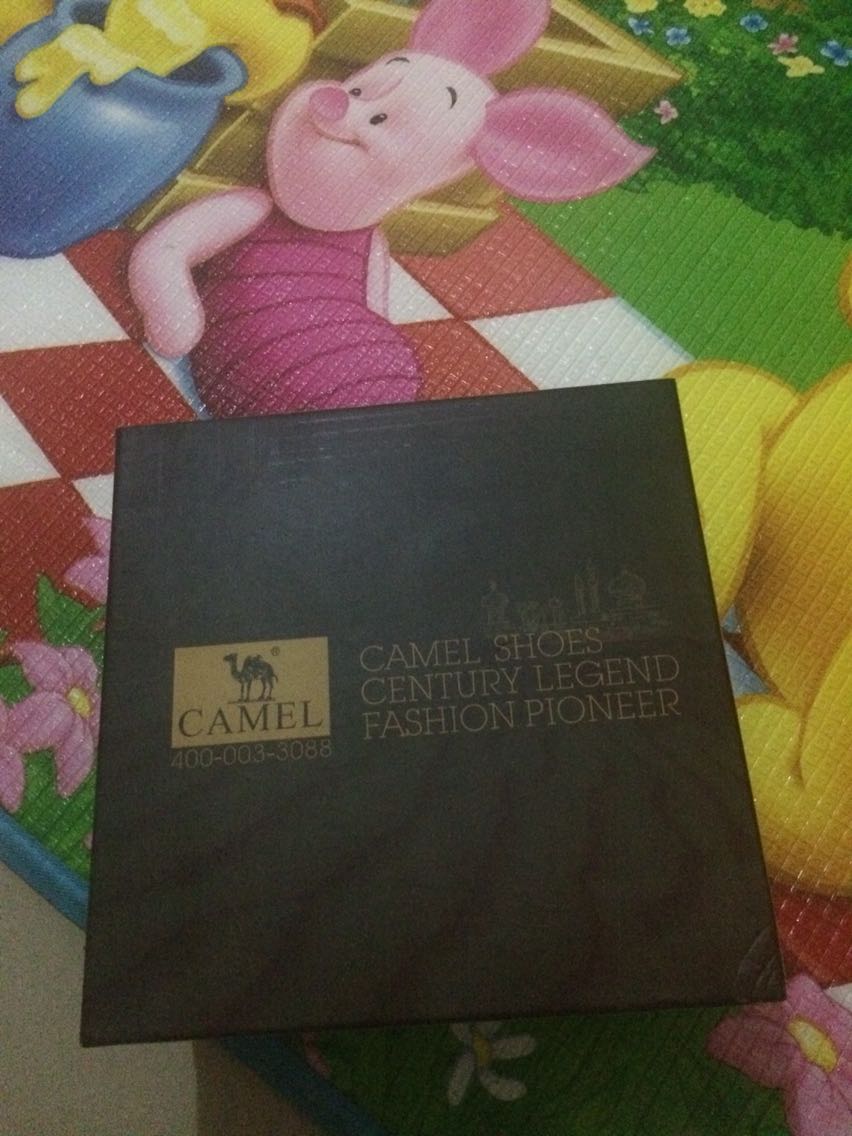 ®
CAMEL
400-003-3088
CAMEL SHOES
CENTURY LEGEND
FASHION PIONEER